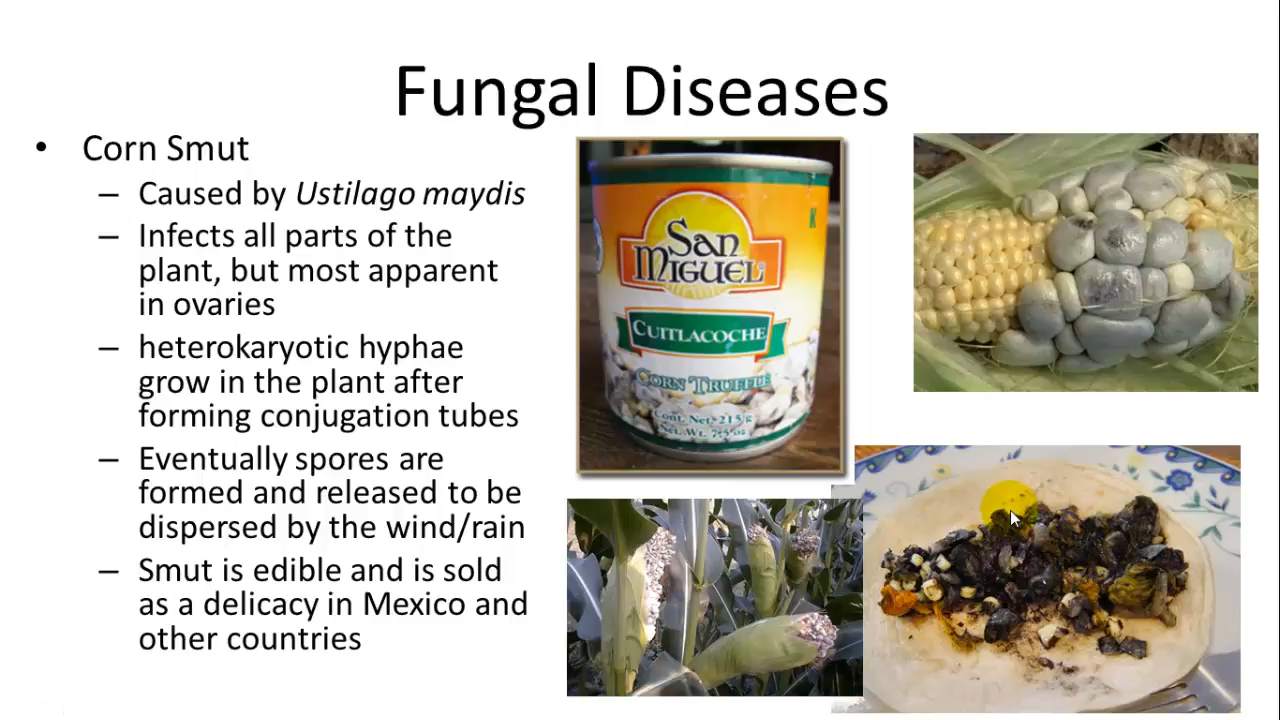 Fungal Diseases
• Corn Smut
– Caused by Ustilago maydis
– Infects all parts of the
plant, but most apparent
in ovaries
– heterokaryotic hyphae
grow in the plant after
forming conjugation tubes
– Eventually spores are
formed and released to be
dispersed by the wind/rain
– Smut is edible and is sold
as a delicacy in Mexico and
other countries
K
San
Miguel
Cuitlacoche
Corn Truffle
Cont. Net. 215 g
Net. Wt. 7.5 oz